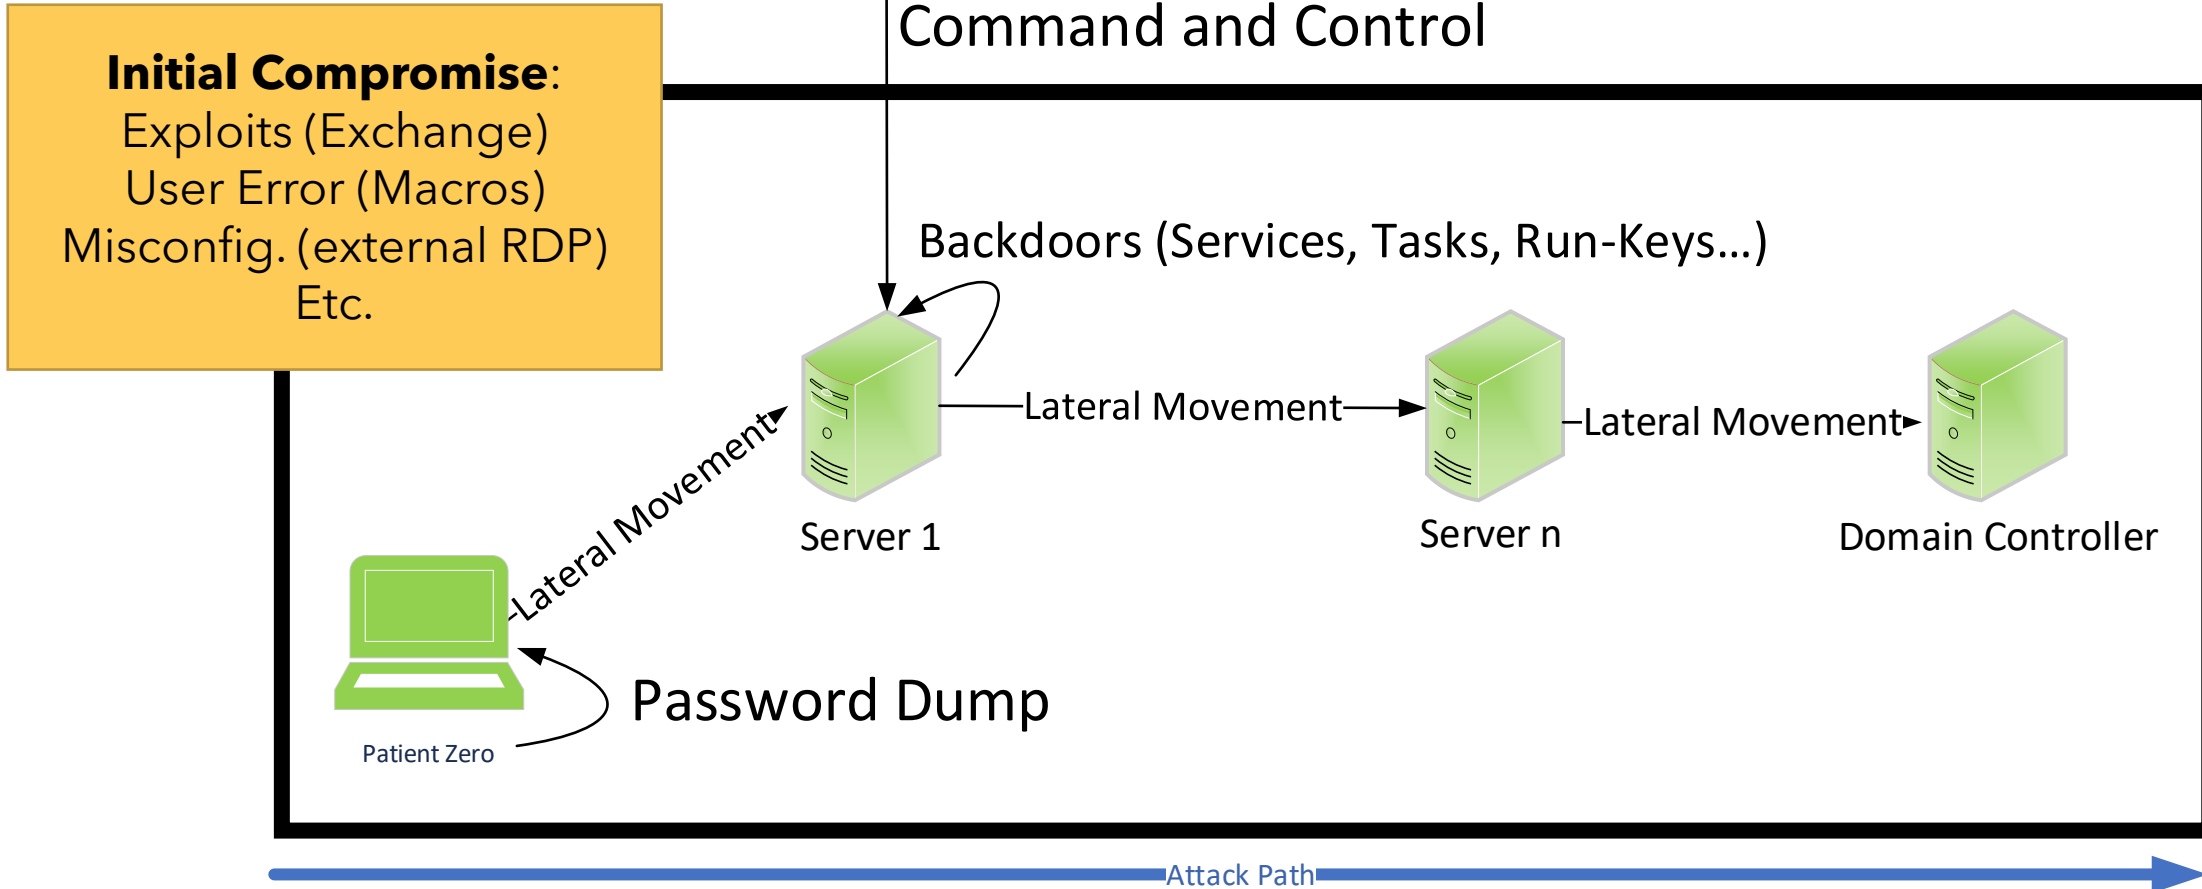 Command and Control
Initial Compromise:
Exploits (Exchange)
User Error (Macros)
Misconfig. (external RDP)
Etc.
Backdoors (Services, Tasks, Run-Keys...)
Lateral Movement
Lateral Movement
Lateral Movement
Server 1
Server n
Domain Controller
Password Dump
Patient Zero
Attack Path